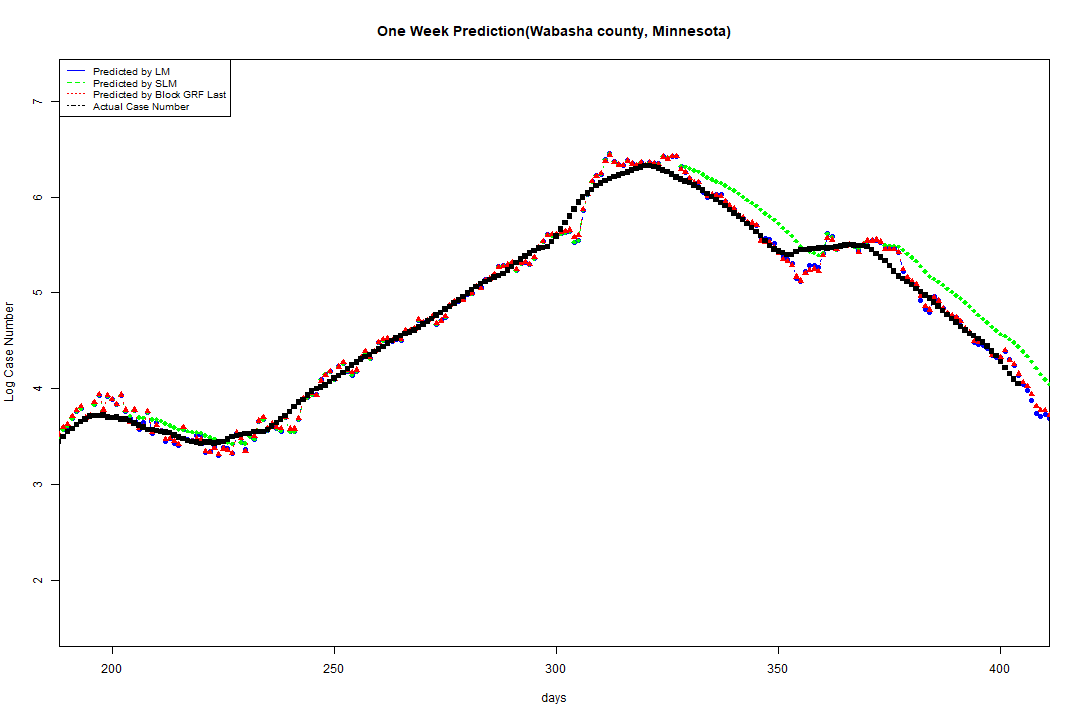 One Week Prediction(Wabasha county, Minnesota)
Predicted by LM
Predicted by SLM
Predicted by Block GRF Last
Actual Case Number
7
6
5
4
3
2
Log Case Number
200
250
300
350
400
days